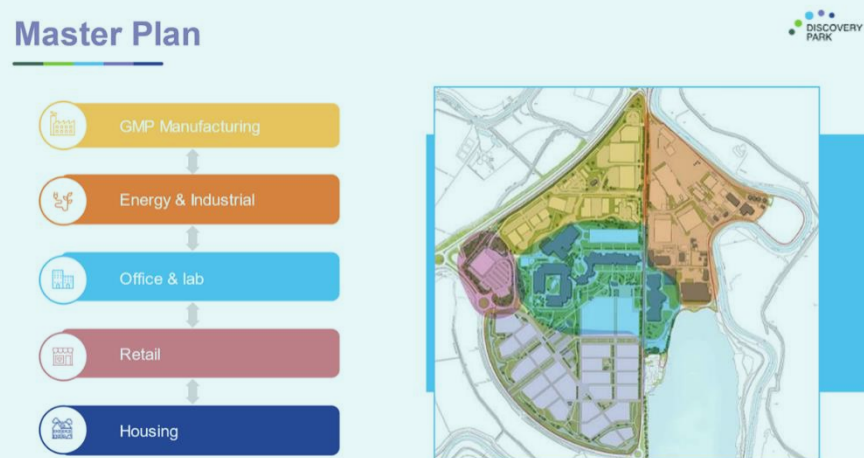 Master Plan
DISCOVERY
PARK
GMP Manufacturing
Energy & Industrial
Office & lab
Retail
Housing